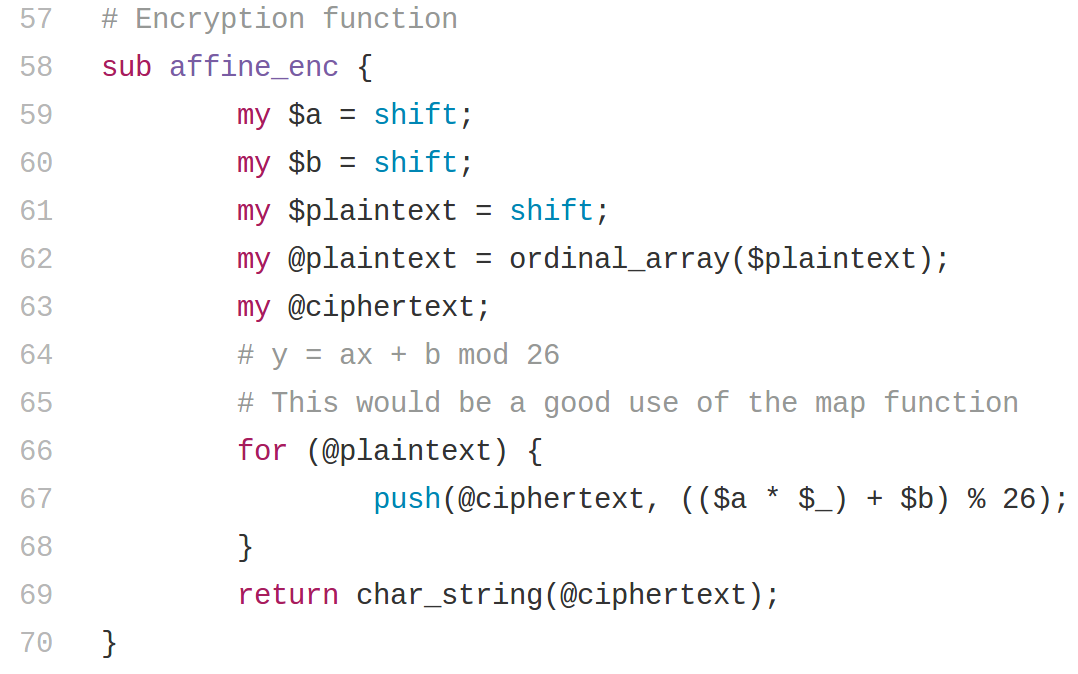 57 # Encryption function
58 sub affine_enc {
59 my $a = shift;
60 my $b = shift;
61 my $plaintext = shift;
62 my @plaintext = ordinal_array($plaintext);
63 my @ciphertext;
64 # y = ax + b mod 26
65 # This would be a good use of the map function
66 for (@plaintext) {
67 push(@ciphertext, (($a * $_) + $b) % 26);
68 }
69 return char_string(@ciphertext);
70 }